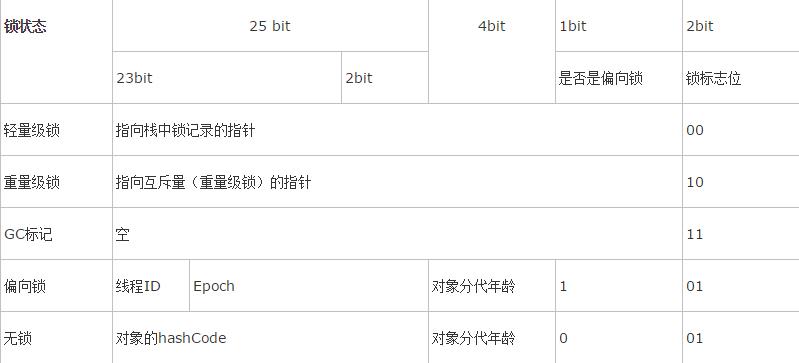 锁状态 25 bit 4bit 1bit 2bit
23bit 2bit 是否是偏向锁 锁标志位
轻量级锁 指向栈中锁记录的指针 00
重量级锁 指向互斥量（重量级锁）的指针 10
GC标记 空 11
偏向锁 线程ID Epoch 对象分代年龄 1 01
无锁 对象的hashCode 对象分代年龄 0 01